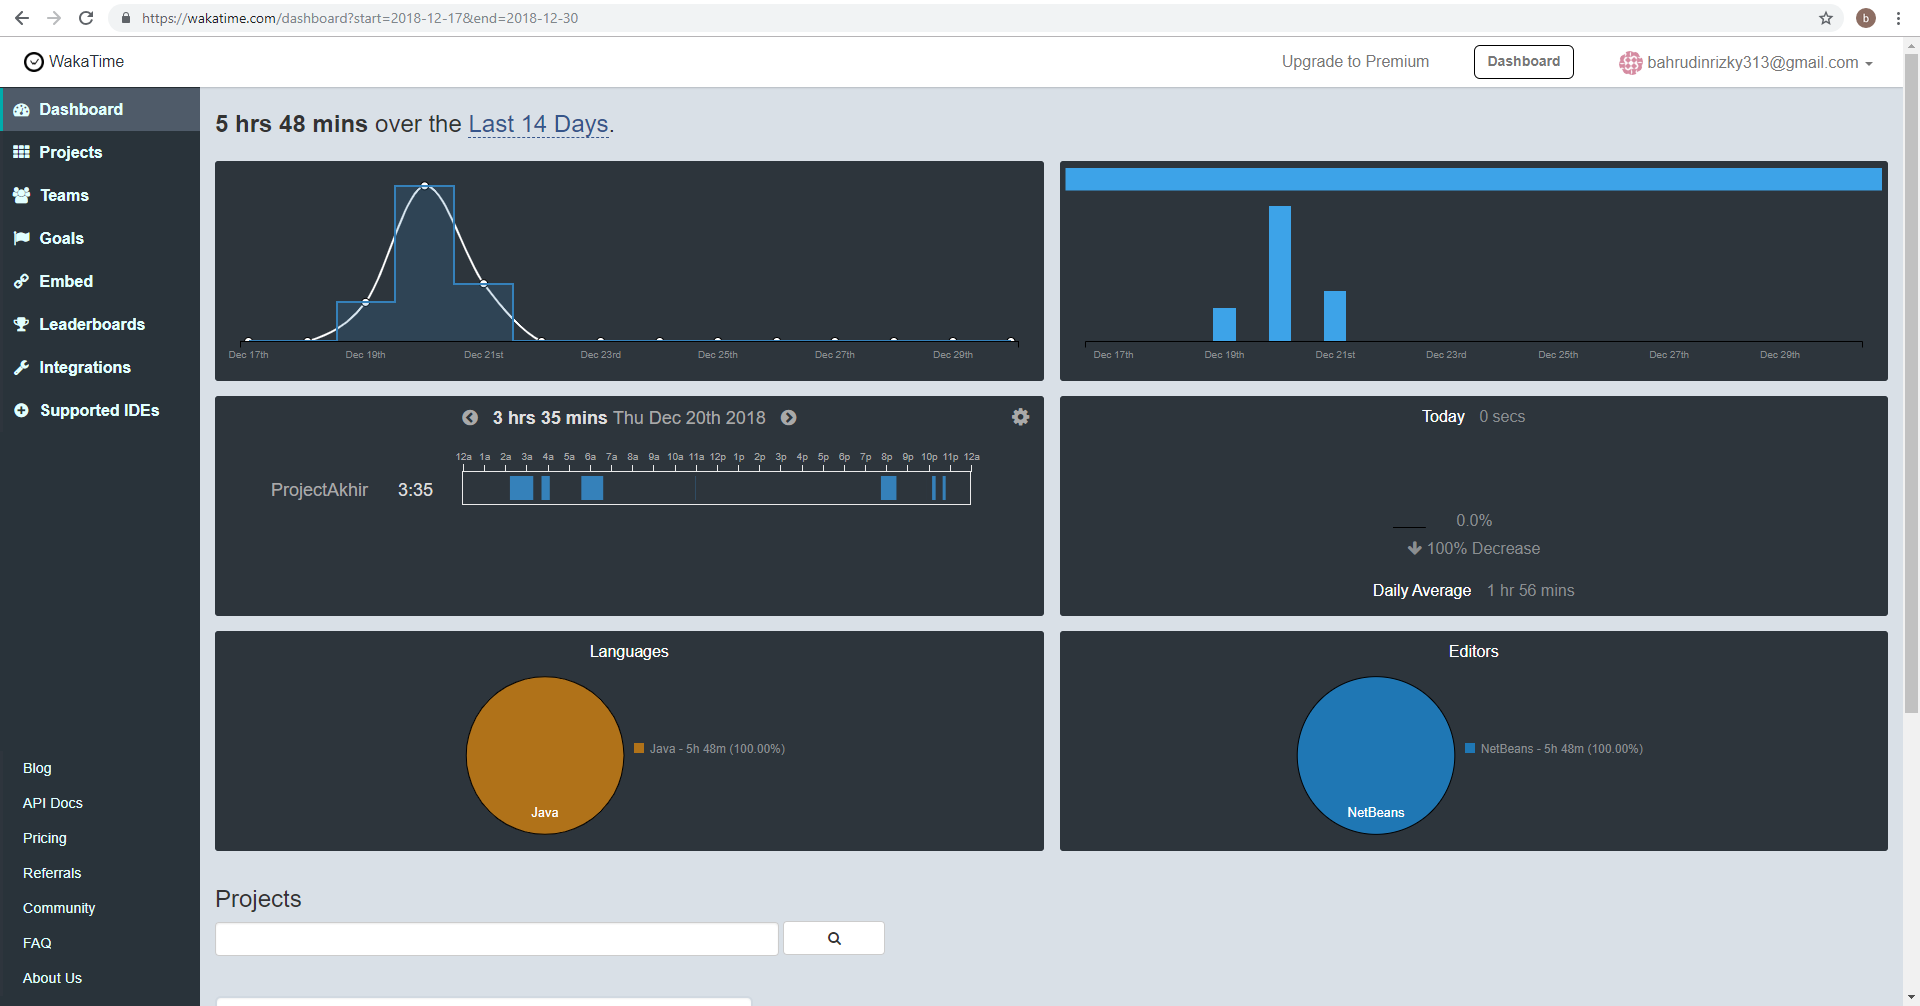 https://wakatime.com/dashboard?start=2018-12-17&end=2018-12-30
b
WakaTime
Upgrade to Premium
Dashboard
bahrudinrizky313@gmail.com
Dashboard
Projects
Teams
Goals
Embed
Leaderboards
Integrations
Supported IDEs
Blog
API Docs
Pricing
Referrals
Community
FAQ
About Us
5 hrs 48 mins over the Last 14 Days.
Dec 17th Dec 19th Dec 21st Dec 23rd Dec 25th Dec 27th Dec 29th
Dec 17th Dec 19th Dec 21st Dec 23rd Dec 25th Dec 27th Dec 29th
3 hrs 35 mins Thu Dec 20th 2018
12a 1a 2a 3a 4a 5a 6a 7a 8a 9a 10a 11a 12p 1p 2p 3p 4p 5p 6p 7p 8p 9p 10p 11p 12a
ProjectAkhir 3:35
Today 0 secs
0.0%
100% Decrease
Daily Average 1 hr 56 mins
Languages
Java - 5h 48m (100.00%)
Java
Editors
NetBeans - 5h 48m (100.00%)
NetBeans
Projects